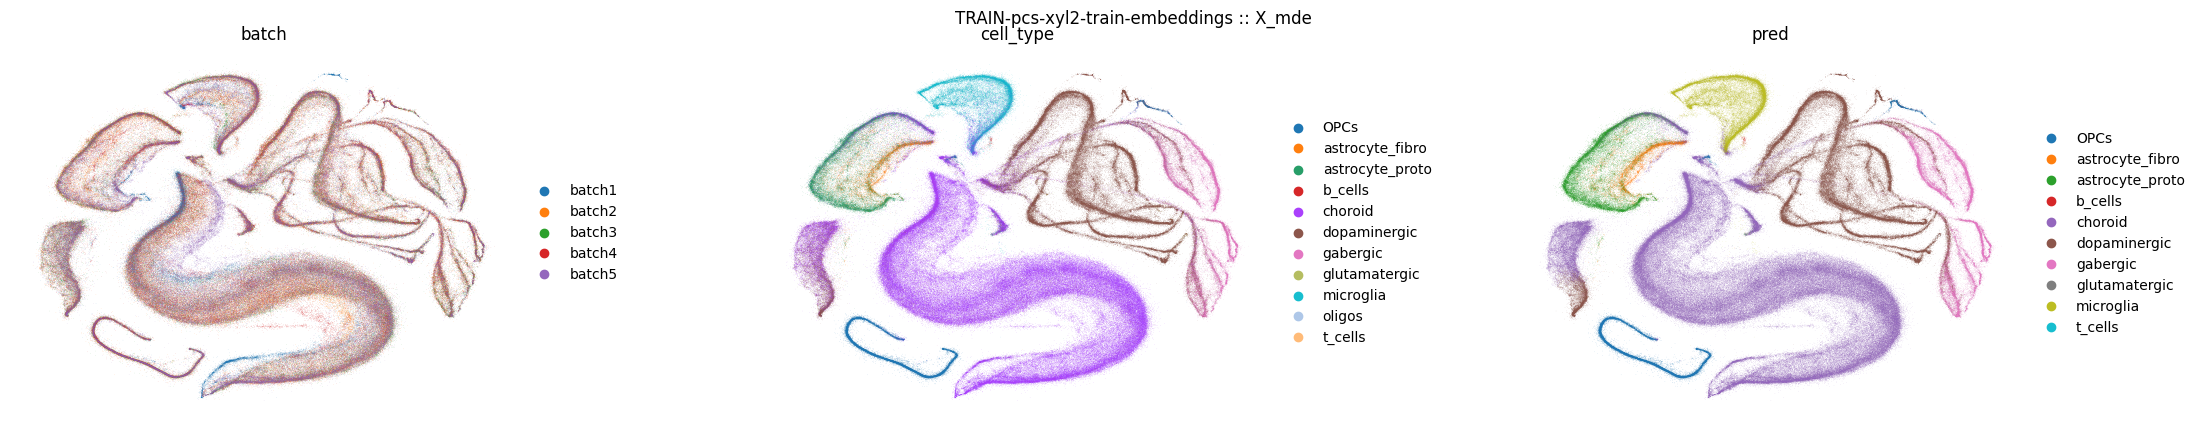 TRAIN-pcs-xyl2-train-embeddings :: X_mde
batch
batch1
batch2
batch3
batch4
batch5
cell_type
OPCs
astrocyte_fibro
astrocyte_proto
b_cells
choroid
dopaminergic
gabergic
glutamatergic
microglia
oligos
t_cells
pred
OPCs
astrocyte_fibro
astrocyte_proto
b_cells
choroid
dopaminergic
gabergic
glutamatergic
microglia
t_cells